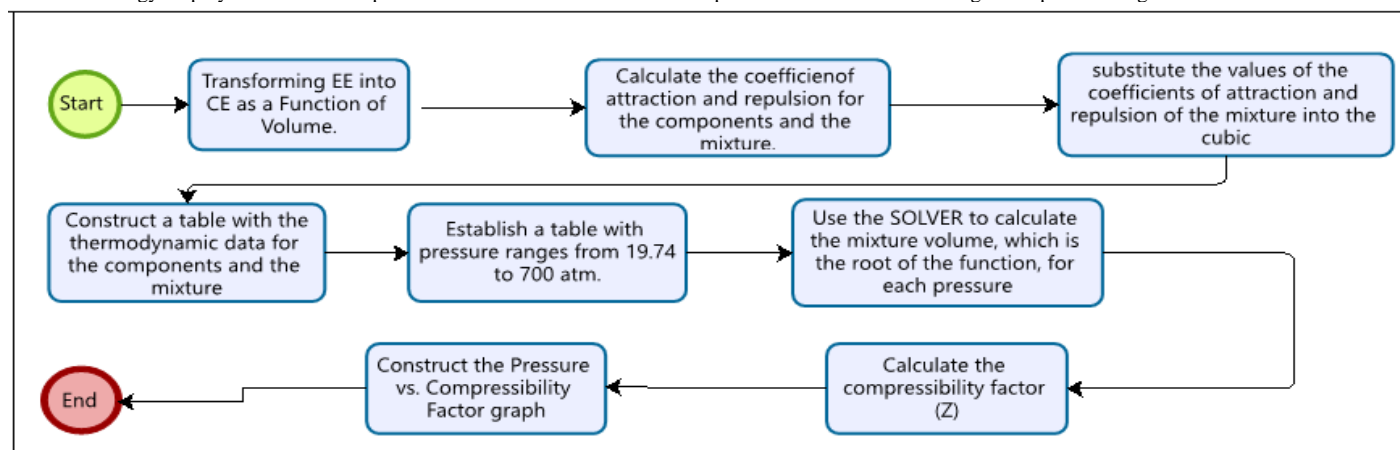 Start
Transforming EE into
CE as a Function of
Volume.
Calculate the coefficienof
attraction and repulsion for
the components and the
mixture.
substitute the values of the
coefficients of attraction and
repulsion of the mixture into the
cubic
Construct a table with the
thermodynamic data for
the components and the
mixture
Establish a table with
pressure ranges from 19.74
to 700 atm.
Use the SOLVER to calculate
the mixture volume, which is
the root of the function, for
each pressure
End
Construct the Pressure
vs. Compressibility
Factor graph
Calculate the
compressibility factor
(Z)